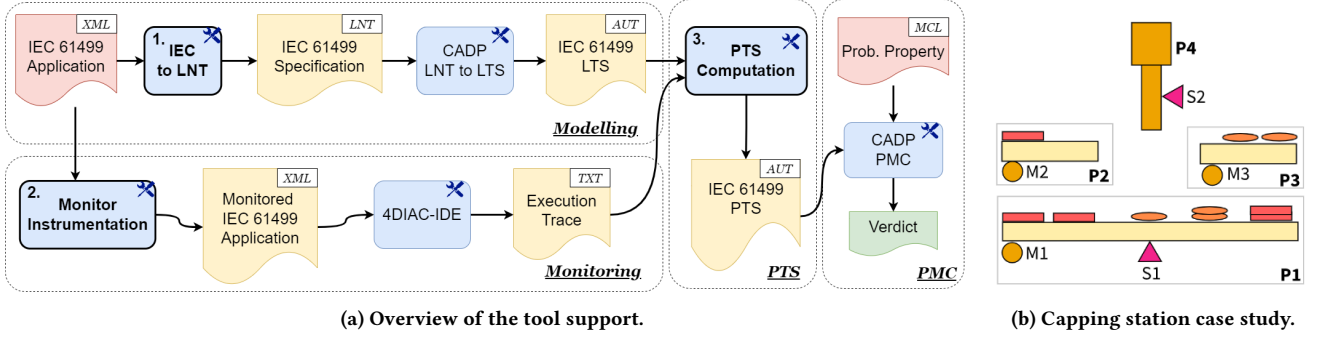 XML
IEC 61499
Application
1.
IEC
to LNT
LNT
IEC 61499
Specification
CADP
LNT to LTS
AUT
IEC 61499
LTS
Modelling
2.
Monitor
Instrumentation
XML
Monitored
IEC 61499
Application
4DIAC-IDE
TXT
Execution
Trace
Monitoring
3.
PTS
Computation
AUT
IEC 61499
PTS
PTS
MCL
Prob. Property
CADP
PMC
Verdict
PMC
(a) Overview of the tool support.
P4
S2
M2
P2
M3
P3
M1
S1
P1
(b) Capping station case study.